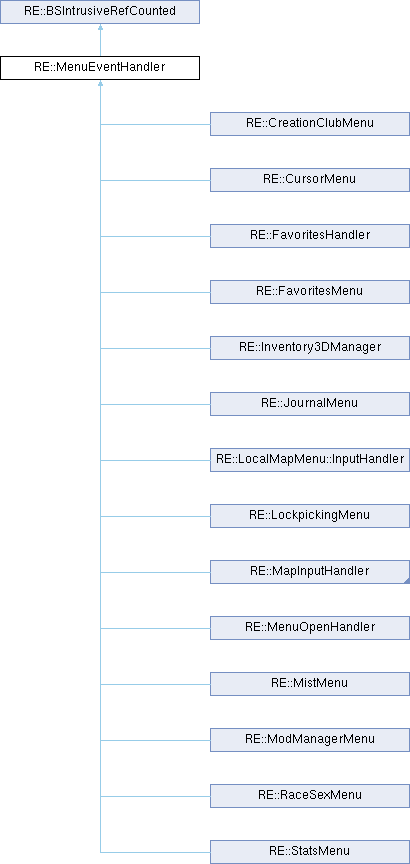 RE::BSIntrusiveRefCounted
RE::MenuEventHandler
RE::CreationClubMenu
RE::CursorMenu
RE::FavoritesHandler
RE::FavoritesMenu
RE::Inventory3DManager
RE::JournalMenu
RE::LocalMapMenu::InputHandler
RE::LockpickingMenu
RE::MapInputHandler
RE::MenuOpenHandler
RE::MistMenu
RE::ModManagerMenu
RE::RaceSexMenu
RE::StatsMenu